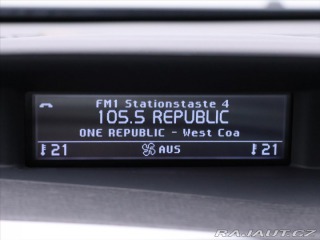 FM1 Stationstaste 4
105.5 REPUBLIC
ONE REPUBLIC - West Coa
21 AUS 21
RAJAUT.CZ